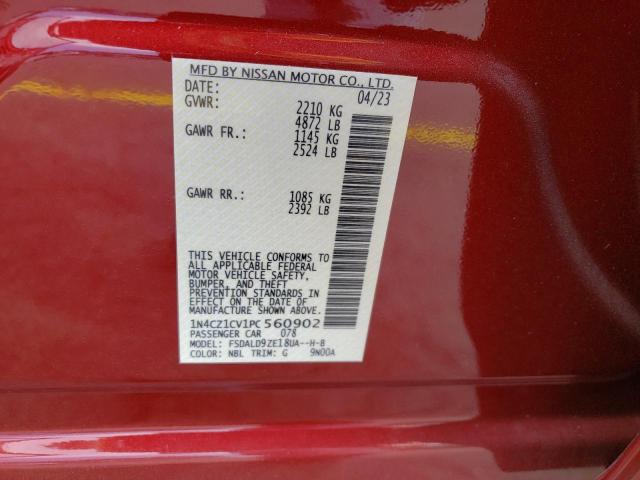 MFD BY NISSAN MOTOR CO., LTD.
DATE: 04/23
GVWR: 2210 KG
4872 LB
GAWR FR.: 1145 KG
2524 LB
GAWR RR.: 1085 KG
2392 LB
THIS VEHICLE CONFORMS TO
ALL APPLICABLE FEDERAL
MOTOR VEHICLE SAFETY,
BUMPER, AND THEFT
PREVENTION STANDARDS IN
EFFECT ON THE DATE OF
MANUFACTURE SHOWN ABOVE.
1N4CZ1CV1PC560902
PASSENGER CAR 078
MODEL: FSDALD9ZE18UA--H-8
COLOR: NBL TRIM: G 9N00A